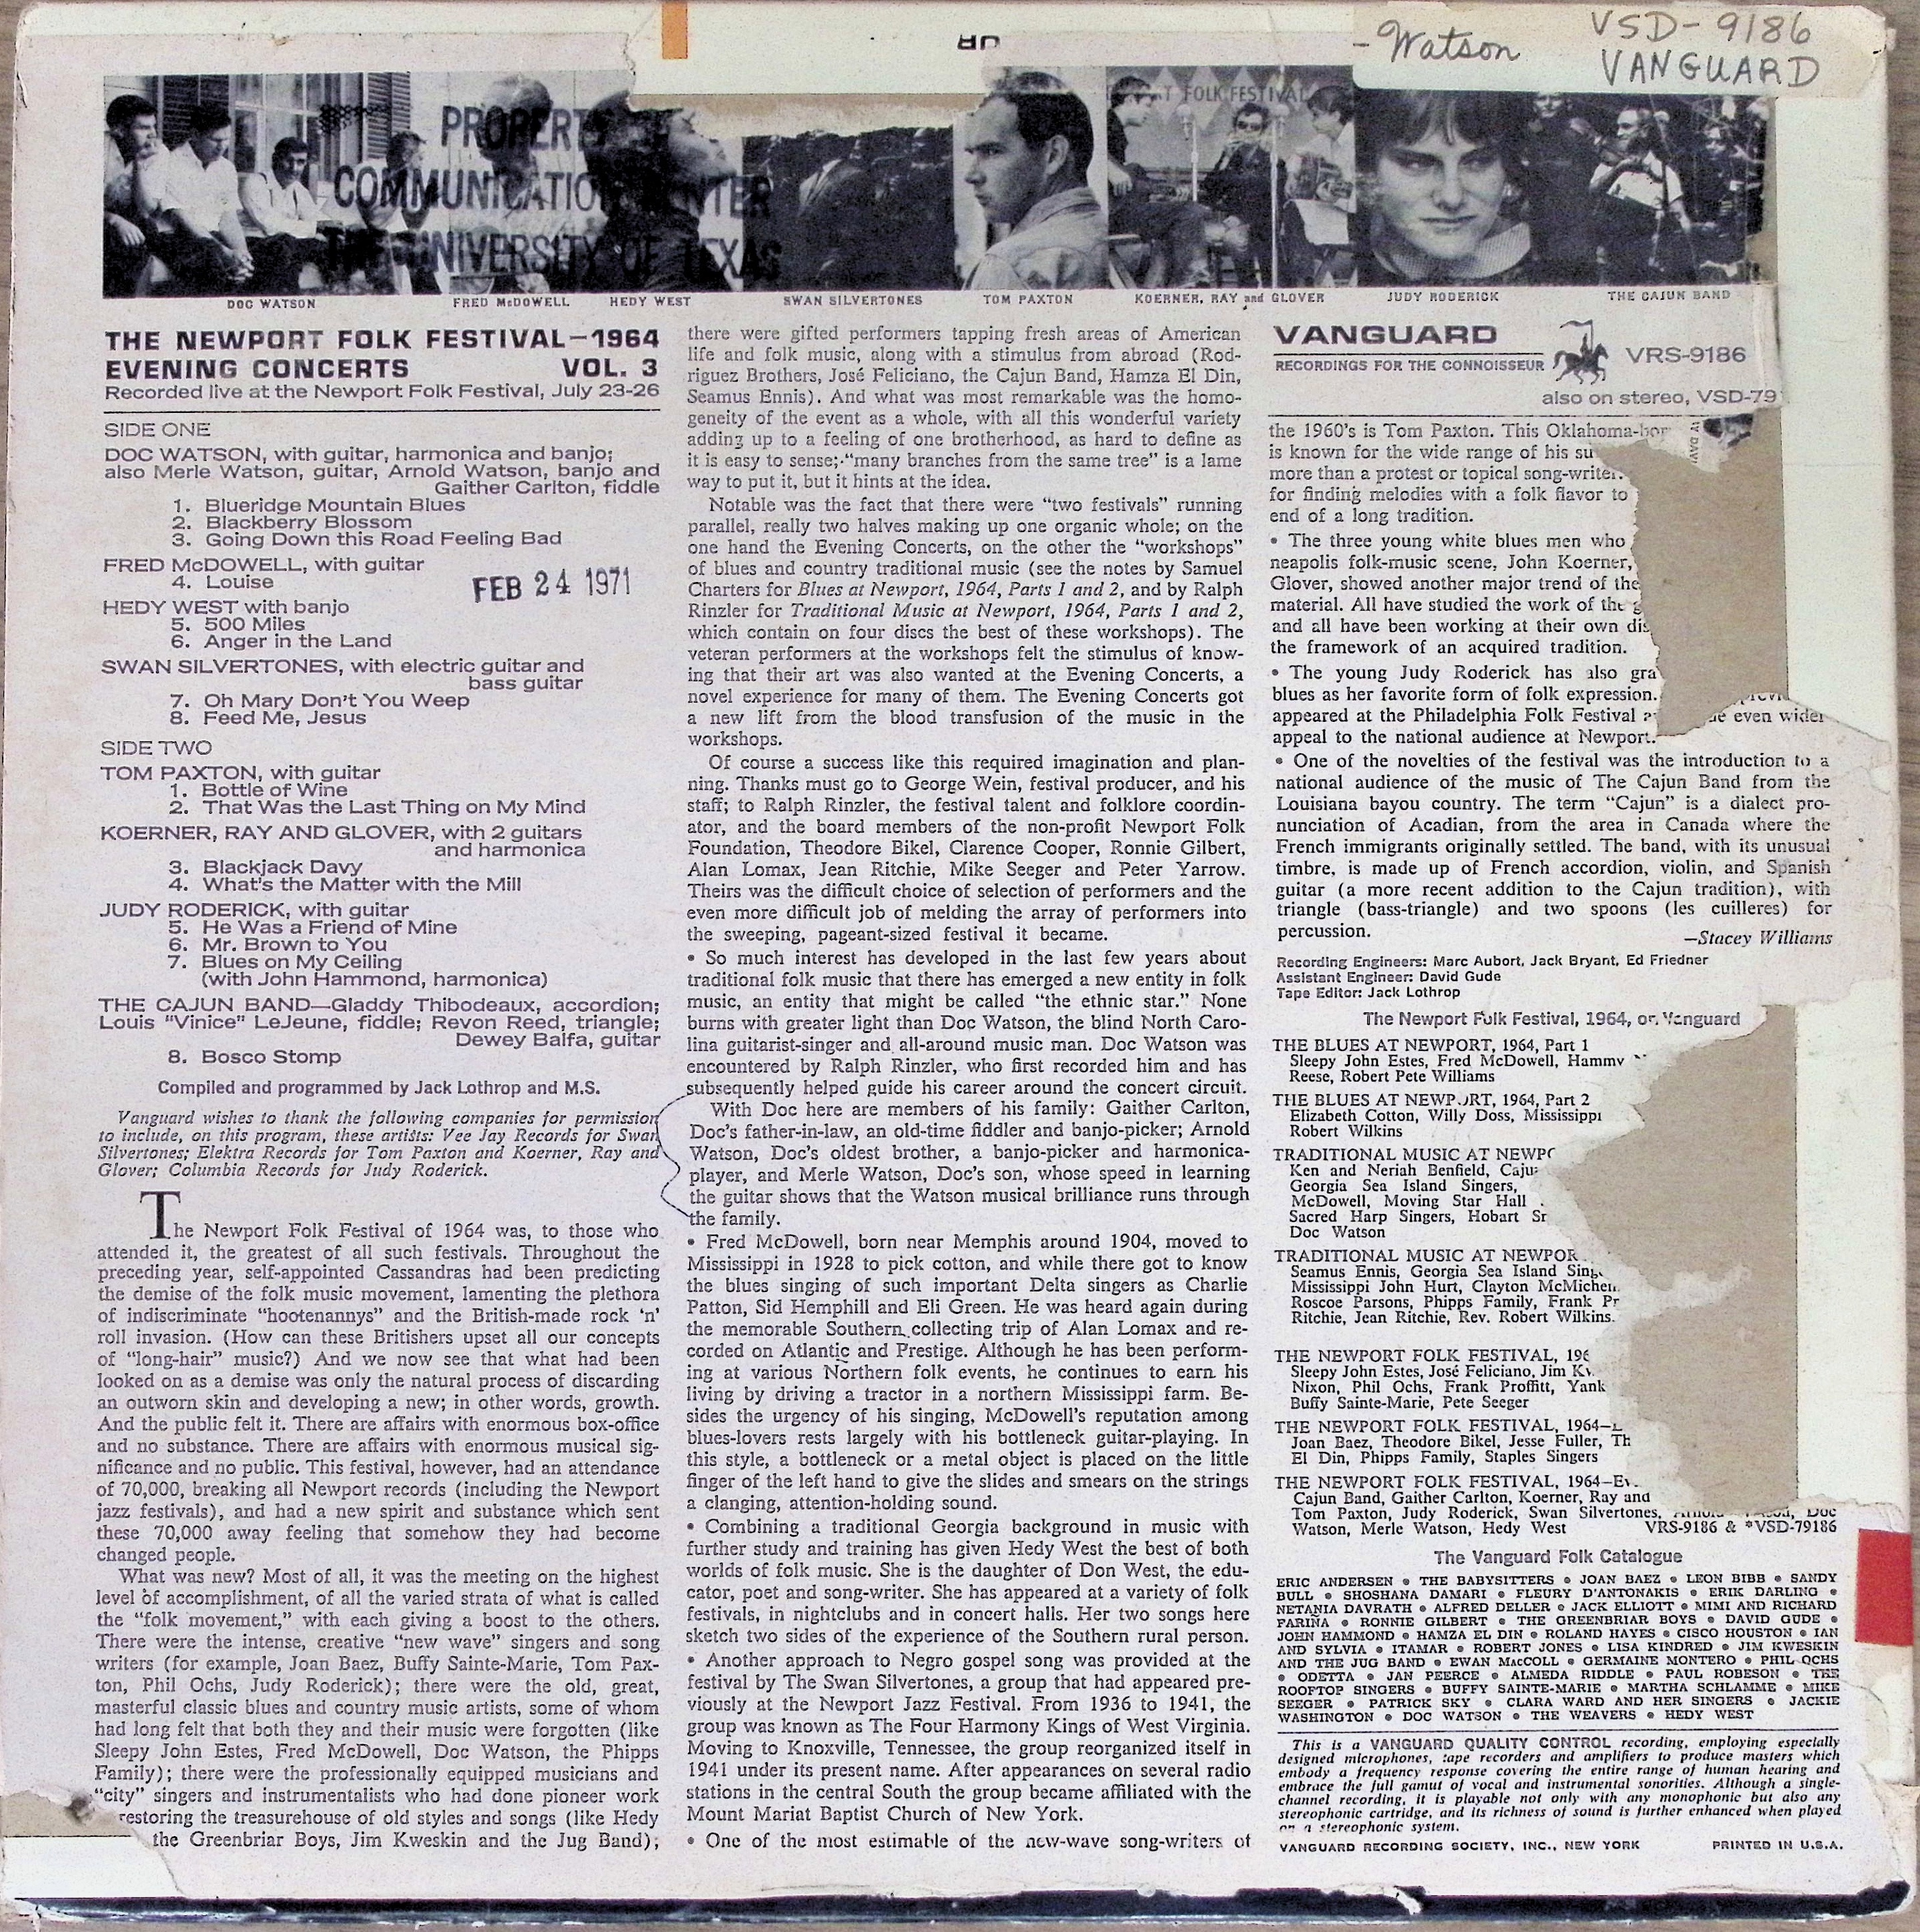 Watson
VSD-9186
VANGUARD
PROPERT
COMMUNICATIO NTER
UNIVERSITY OF TEXAS
FOLK FESTIVAL
DOC WATSON FRED McDOWELL HEDY WEST SWAN SILVERTONES TOM PAXTON KOERNER, RAY and GLOVER JUDY RODERICK THE CAJUN BAND
THE NEWPORT FOLK FESTIVAL—1964
EVENING CONCERTS VOL. 3
Recorded live at the Newport Folk Festival, July 23-26
SIDE ONE
DOC WATSON, with guitar, harmonica and banjo;
also Merle Watson, guitar, Arnold Watson, banjo and
Gaither Carlton, fiddle
1. Blueridge Mountain Blues
2. Blackberry Blossom
3. Going Down this Road Feeling Bad
FRED McDOWELL, with guitar
4. Louise
FEB 24 1971
HEDY WEST with banjo
5. 500 Miles
6. Anger in the Land
SWAN SILVERTONES, with electric guitar and
bass guitar
7. Oh Mary Don't You Weep
8. Feed Me, Jesus
SIDE TWO
TOM PAXTON, with guitar
1. Bottle of Wine
2. That Was the Last Thing on My Mind
KOERNER, RAY AND GLOVER, with 2 guitars
and harmonica
3. Blackjack Davy
4. What's the Matter with the Mill
JUDY RODERICK, with guitar
5. He Was a Friend of Mine
6. Mr. Brown to You
7. Blues on My Ceiling
(with John Hammond, harmonica)
THE CAJUN BAND—Gladdy Thibodeaux, accordion;
Louis "Vinice" LeJeune, fiddle; Revon Reed, triangle;
Dewey Balfa, guitar
8. Bosco Stomp
Compiled and programmed by Jack Lothrop and M.S.
Vanguard wishes to thank the following companies for permission
to include, on this program, these artists: Vee Jay Records for Swan
Silvertones; Elektra Records for Tom Paxton and Koerner, Ray and
Glover; Columbia Records for Judy Roderick.
The Newport Folk Festival of 1964 was, to those who
attended it, the greatest of all such festivals. Throughout the
preceding year, self-appointed Cassandras had been predicting
the demise of the folk music movement, lamenting the plethora
of indiscriminate "hootenannys" and the British-made rock 'n'
roll invasion. (How can these Britishers upset all our concepts
of "long-hair" music?) And we now see that what had been
looked on as a demise was only the natural process of discarding
an outworn skin and developing a new; in other words, growth.
And the public felt it. There are affairs with enormous box-office
and no substance. There are affairs with enormous musical sig-
nificance and no public. This festival, however, had an attendance
of 70,000, breaking all Newport records (including the Newport
jazz festivals), and had a new spirit and substance which sent
these 70,000 away feeling that somehow they had become
changed people.
What was new? Most of all, it was the meeting on the highest
level of accomplishment, of all the varied strata of what is called
the "folk movement," with each giving a boost to the others.
There were the intense, creative "new wave" singers and song
writers (for example, Joan Baez, Buffy Sainte-Marie, Tom Pax-
ton, Phil Ochs, Judy Roderick); there were the old, great,
masterful classic blues and country music artists, some of whom
had long felt that both they and their music were forgotten (like
Sleepy John Estes, Fred McDowell, Doc Watson, the Phipps
Family); there were the professionally equipped musicians and
"city" singers and instrumentalists who had done pioneer work
restoring the treasurehouse of old styles and songs (like Hedy
the Greenbriar Boys, Jim Kweskin and the Jug Band);
there were gifted performers tapping fresh areas of American
life and folk music, along with a stimulus from abroad (Rod-
riguez Brothers, José Feliciano, the Cajun Band, Hamza El Din,
Seamus Ennis). And what was most remarkable was the homo-
geneity of the event as a whole, with all this wonderful variety
adding up to a feeling of one brotherhood, as hard to define as
it is easy to sense; "many branches from the same tree" is a lame
way to put it, but it hints at the idea.
Notable was the fact that there were "two festivals" running
parallel, really two halves making up one organic whole; on the
one hand the Evening Concerts, on the other the "workshops"
of blues and country traditional music (see the notes by Samuel
Charters for Blues at Newport, 1964, Parts 1 and 2, and by Ralph
Rinzler for Traditional Music at Newport, 1964, Parts 1 and 2,
which contain on four discs the best of these workshops). The
veteran performers at the workshops felt the stimulus of know-
ing that their art was also wanted at the Evening Concerts, a
novel experience for many of them. The Evening Concerts got
a new lift from the blood transfusion of the music in the
workshops.
Of course a success like this required imagination and plan-
ning. Thanks must go to George Wein, festival producer, and his
staff; to Ralph Rinzler, the festival talent and folklore coordin-
ator, and the board members of the non-profit Newport Folk
Foundation, Theodore Bikel, Clarence Cooper, Ronnie Gilbert,
Alan Lomax, Jean Ritchie, Mike Seeger and Peter Yarrow.
Theirs was the difficult choice of selection of performers and the
even more difficult job of melding the array of performers into
the sweeping, pageant-sized festival it became.
• So much interest has developed in the last few years about
traditional folk music that there has emerged a new entity in folk
music, an entity that might be called "the ethnic star." None
burns with greater light than Doc Watson, the blind North Caro-
lina guitarist-singer and all-around music man. Doc Watson was
encountered by Ralph Rinzler, who first recorded him and has
subsequently helped guide his career around the concert circuit.
With Doc here are members of his family: Gaither Carlton,
Doc's father-in-law, an old-time fiddler and banjo-picker; Arnold
Watson, Doc's oldest brother, a banjo-picker and harmonica-
player, and Merle Watson, Doc's son, whose speed in learning
the guitar shows that the Watson musical brilliance runs through
the family.
• Fred McDowell, born near Memphis around 1904, moved to
Mississippi in 1928 to pick cotton, and while there got to know
the blues singing of such important Delta singers as Charlie
Patton, Sid Hemphill and Eli Green. He was heard again during
the memorable Southern collecting trip of Alan Lomax and re-
corded on Atlantic and Prestige. Although he has been perform-
ing at various Northern folk events, he continues to earn his
living by driving a tractor in a northern Mississippi farm. Be-
sides the urgency of his singing, McDowell's reputation among
blues-lovers rests largely with his bottleneck guitar-playing. In
this style, a bottleneck or a metal object is placed on the little
finger of the left hand to give the slides and smears on the strings
a clanging, attention-holding sound.
• Combining a traditional Georgia background in music with
further study and training has given Hedy West the best of both
worlds of folk music. She is the daughter of Don West, the edu-
cator, poet and song-writer. She has appeared at a variety of folk
festivals, in nightclubs and in concert halls. Her two songs here
sketch two sides of the experience of the Southern rural person.
• Another approach to Negro gospel song was provided at the
festival by The Swan Silvertones, a group that had appeared pre-
viously at the Newport Jazz Festival. From 1936 to 1941, the
group was known as The Four Harmony Kings of West Virginia.
Moving to Knoxville, Tennessee, the group reorganized itself in
1941 under its present name. After appearances on several radio
stations in the central South the group became affiliated with the
Mount Mariat Baptist Church of New York.
• One of the most estimable of the new-wave song-writers of
VANGUARD
RECORDINGS FOR THE CONNOISSEUR
VRS-9186
also on stereo, VSD-79
the 1960's is Tom Paxton. This Oklahoma-bor
is known for the wide range of his su
more than a protest or topical song-writer.
for finding melodies with a folk flavor to
end of a long tradition.
• The three young white blues men who
neapolis folk-music scene, John Koerner,
Glover, showed another major trend of the
material. All have studied the work of the g
and all have been working at their own dis
the framework of an acquired tradition.
• The young Judy Roderick has also gra
blues as her favorite form of folk expression.
appeared at the Philadelphia Folk Festival even wider
appeal to the national audience at Newport.
• One of the novelties of the festival was the introduction to a
national audience of the music of The Cajun Band from the
Louisiana bayou country. The term "Cajun" is a dialect pro-
nunciation of Acadian, from the area in Canada where the
French immigrants originally settled. The band, with its unusual
timbre, is made up of French accordion, violin, and Spanish
guitar (a more recent addition to the Cajun tradition), with
triangle (bass-triangle) and two spoons (les cuilleres) for
percussion.
—Stacey Williams
Recording Engineers: Marc Aubort, Jack Bryant, Ed Friedner
Assistant Engineer: David Gude
Tape Editor: Jack Lothrop
The Newport Folk Festival, 1964, on Vanguard
THE BLUES AT NEWPORT, 1964, Part 1
Sleepy John Estes, Fred McDowell, Hammy
Reese, Robert Pete Williams
THE BLUES AT NEWPORT, 1964, Part 2
Elizabeth Cotton, Willy Doss, Mississippi
Robert Wilkins
TRADITIONAL MUSIC AT NEWPO
Ken and Neriah Benfield, Caju
Georgia Sea Island Singers,
McDowell, Moving Star Hall
Sacred Harp Singers, Hobart Sm
Doc Watson
TRADITIONAL MUSIC AT NEWPOR
Seamus Ennis, Georgia Sea Island Sing
Mississippi John Hurt, Clayton McMichen
Roscoe Parsons, Phipps Family, Frank Pr
Ritchie, Jean Ritchie, Rev. Robert Wilkins.
THE NEWPORT FOLK FESTIVAL, 196
Sleepy John Estes, José Feliciano, Jim Kw
Nixon, Phil Ochs, Frank Proffitt, Yank
Buffy Sainte-Marie, Pete Seeger
THE NEWPORT FOLK FESTIVAL, 1964—E
Joan Baez, Theodore Bikel, Jesse Fuller, Th
El Din, Phipps Family, Staples Singers
THE NEWPORT FOLK FESTIVAL, 1964—Ev
Cajun Band, Gaither Carlton, Koerner, Ray and
Tom Paxton, Judy Roderick, Swan Silvertones, Arnold Watson, Doc
Watson, Merle Watson, Hedy West VRS-9186 & *VSD-79186
The Vanguard Folk Catalogue
ERIC ANDERSEN • THE BABYSITTERS • JOAN BAEZ • LEON BIBB • SANDY
BULL • SHOSHANA DAMARI • FLEURY D'ANTONAKIS • ERIK DARLING •
NETANIA DAVRATH • ALFRED DELLER • JACK ELLIOTT • MIMI AND RICHARD
FARIÑA • RONNIE GILBERT • THE GREENBRIAR BOYS • DAVID GUDE •
JOHN HAMMOND • HAMZA EL DIN • ROLAND HAYES • CISCO HOUSTON • IAN
AND SYLVIA • ITAMAR • ROBERT JONES • LISA KINDRED • JIM KWESKIN
AND THE JUG BAND • EWAN MacCOLL • GERMAINE MONTERO • PHIL OCHS
• ODETTA • JAN PEERCE • ALMEDA RIDDLE • PAUL ROBESON • THE
ROOFTOP SINGERS • BUFFY SAINTE-MARIE • MARTHA SCHLAMME • MIKE
SEEGER • PATRICK SKY • CLARA WARD AND HER SINGERS • JACKIE
WASHINGTON • DOC WATSON • THE WEAVERS • HEDY WEST
This is a VANGUARD QUALITY CONTROL recording, employing especially
designed microphones, tape recorders and amplifiers to produce masters which
embody a frequency response covering the entire range of human hearing and
embrace the full gamut of vocal and instrumental sonorities. Although a single-
channel recording, it is playable not only with any monophonic but also any
stereophonic cartridge, and its richness of sound is further enhanced when played
on a stereophonic system.
VANGUARD RECORDING SOCIETY, INC., NEW YORK PRINTED IN U.S.A.